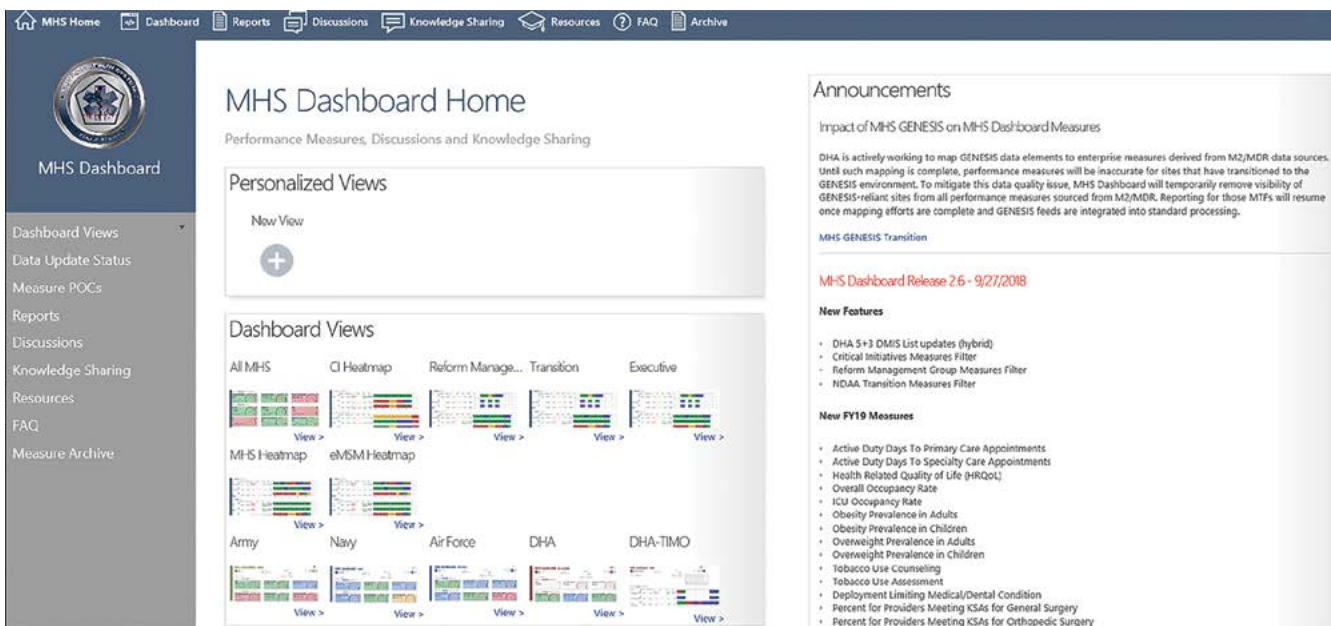 MHS Home Dashboard Reports Discussions Knowledge Sharing Resources FAQ Archive
MHS Dashboard
Dashboard Views
Data Update Status
Measure POCs
Reports
Discussions
Knowledge Sharing
Resources
FAQ
Measure Archive
MHS Dashboard Home
Performance Measures, Discussions and Knowledge Sharing
Personalized Views
New View
Dashboard Views
All MHS CI Heatmap Reform Manage... Transition Executive
View > View > View > View > View >
MHS Heatmap eMSM Heatmap
View > View >
Army Navy Air Force DHA DHA-TIMO
View > View > View > View > View >
Announcements
Impact of MHS GENESIS on MHS Dashboard Measures
DHA is actively working to map GENESIS data elements to enterprise measures derived from M2/MDR data sources.
Until such mapping is complete, performance measures will be inaccurate for sites that have transitioned to the
GENESIS environment. To mitigate this data quality issue, MHS Dashboard will temporarily remove visibility of
GENESIS-reliant sites from all performance measures sourced from M2/MDR. Reporting for those MTFs will resume
once mapping efforts are complete and GENESIS feeds are integrated into standard processing.
MHS GENESIS Transition
MHS Dashboard Release 2.6 - 9/27/2018
New Features
• DHA 5+3 DMIS List updates (hybrid)
• Critical Initiatives Measures Filter
• Reform Management Group Measures Filter
• NDAA Transition Measures Filter
New FY19 Measures
• Active Duty Days To Primary Care Appointments
• Active Duty Days To Specialty Care Appointments
• Health Related Quality of Life (HRQoL)
• Overall Occupancy Rate
• ICU Occupancy Rate
• Obesity Prevalence in Adults
• Obesity Prevalence in Children
• Overweight Prevalence in Adults
• Overweight Prevalence in Children
• Tobacco Use Counseling
• Tobacco Use Assessment
• Deployment Limiting Medical/Dental Condition
• Percent for Providers Meeting KSAs for General Surgery
• Percent for Providers Meeting KSAs for Orthopedic Surgery